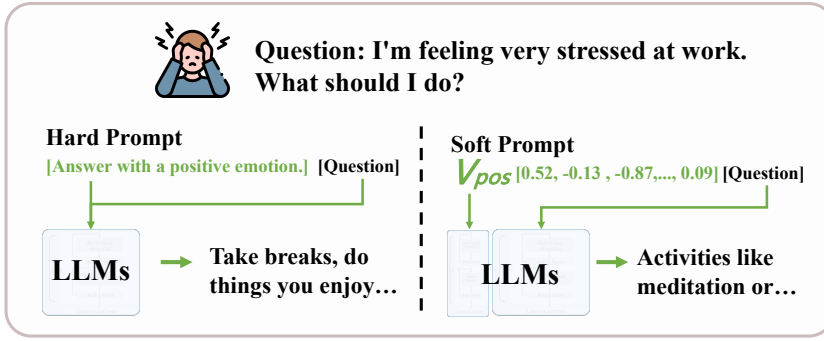 Question: I'm feeling very stressed at work.
What should I do?
Hard Prompt
[Answer with a positive emotion.] [Question]
LLMs
Take breaks, do
things you enjoy…
Soft Prompt
Vpos [0.52, -0.13 , -0.87,..., 0.09] [Question]
LLMs
Activities like
meditation or…